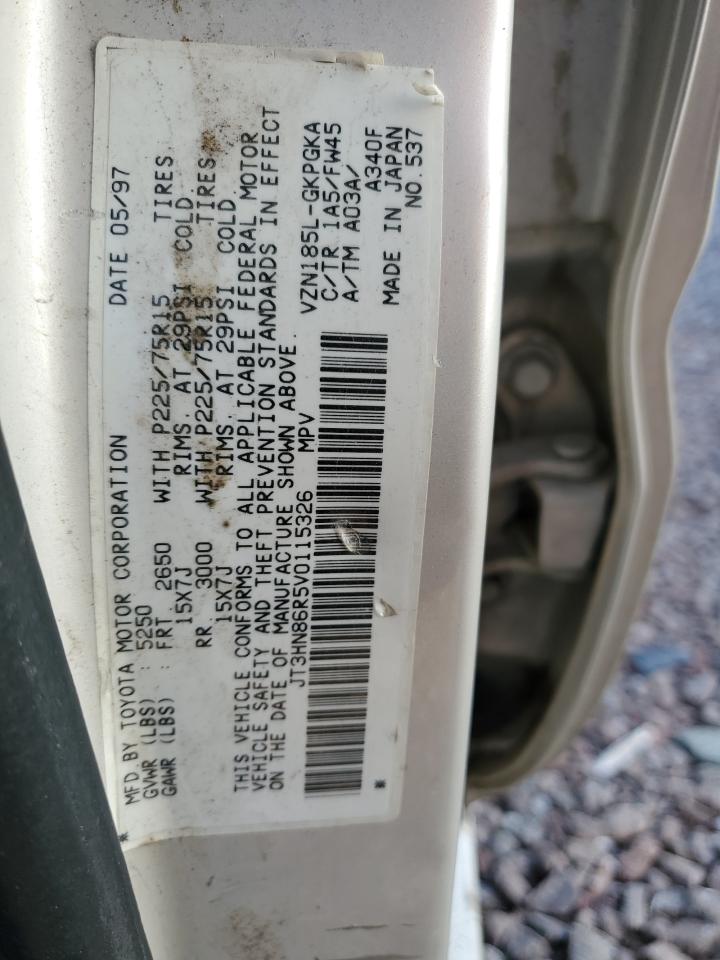 MFD. BY TOYOTA MOTOR CORPORATION DATE 05/97
GVWR (LBS) : 5250
GAWR (LBS) : FRT 2650 WITH P225/75R15 TIRES
15X7J RIMS. AT 29PSI COLD
RR 3000 WITH P225/75R15 TIRES
15X7J RIMS. AT 29PSI COLD
THIS VEHICLE CONFORMS TO ALL APPLICABLE FEDERAL MOTOR
VEHICLE SAFETY AND THEFT PREVENTION STANDARDS IN EFFECT
ON THE DATE OF MANUFACTURE SHOWN ABOVE.
JT3HN86R5V0115326 MPV VZN185L-GKPGKA
C/TR 1A5/FW45
A/TM A03A/
A340F
MADE IN JAPAN
NO. 537